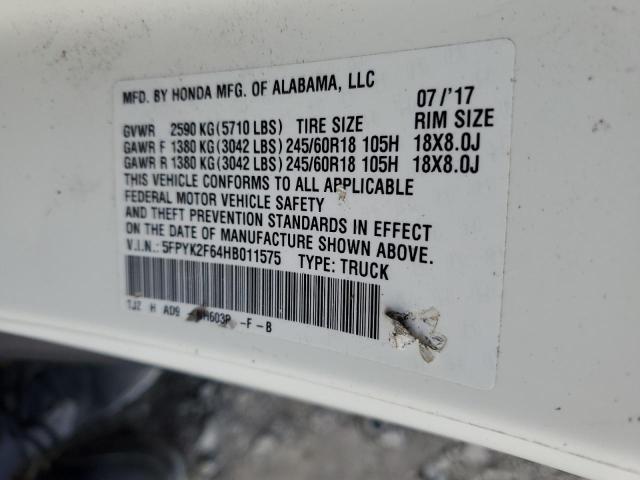 MFD. BY HONDA MFG. OF ALABAMA, LLC 07/'17
GVWR 2590 KG(5710 LBS) TIRE SIZE RIM SIZE
GAWR F 1380 KG(3042 LBS) 245/60R18 105H 18X8.0J
GAWR R 1380 KG(3042 LBS) 245/60R18 105H 18X8.0J
THIS VEHICLE CONFORMS TO ALL APPLICABLE
FEDERAL MOTOR VEHICLE SAFETY
AND THEFT PREVENTION STANDARDS IN EFFECT
ON THE DATE OF MANUFACTURE SHOWN ABOVE.
V.I.N.: 5FPYK2F64HB011575 TYPE: TRUCK
TJZ H AD9 -F-B